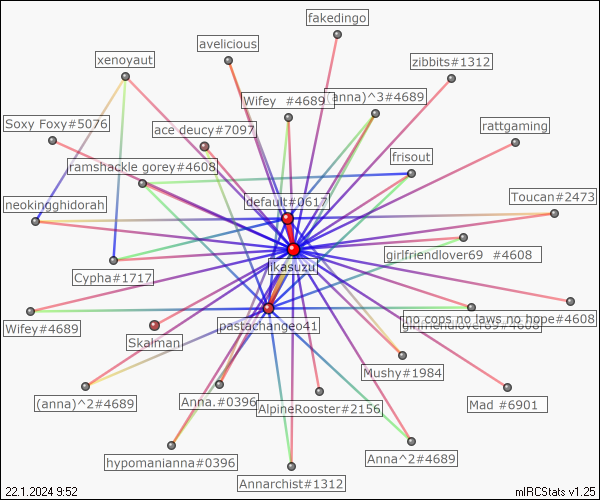 fakedingo
avelicious
xenoyaut
zibbits#1312
Wifey #4689
(anna)^3#4689
Soxy Foxy#5076
ace deucy#7097
rattgaming
ramshackle gorey#4608
frisout
neokingghidorah
default#0617
Toucan#2473
girlfriendlover69 #4608
ikasuzu
Cypha#1717
Wifey#4689
pastachangeo41
no cops no laws no hope#4608
girlfriendlover69#4608
Skalman
Mushy#1984
(anna)^2#4689
Anna.#0396
AlpineRooster#2156
Mad #6901
hypomanianna#0396
Anna^2#4689
Annarchist#1312
22.1.2024 9:52
mIRCStats v1.25